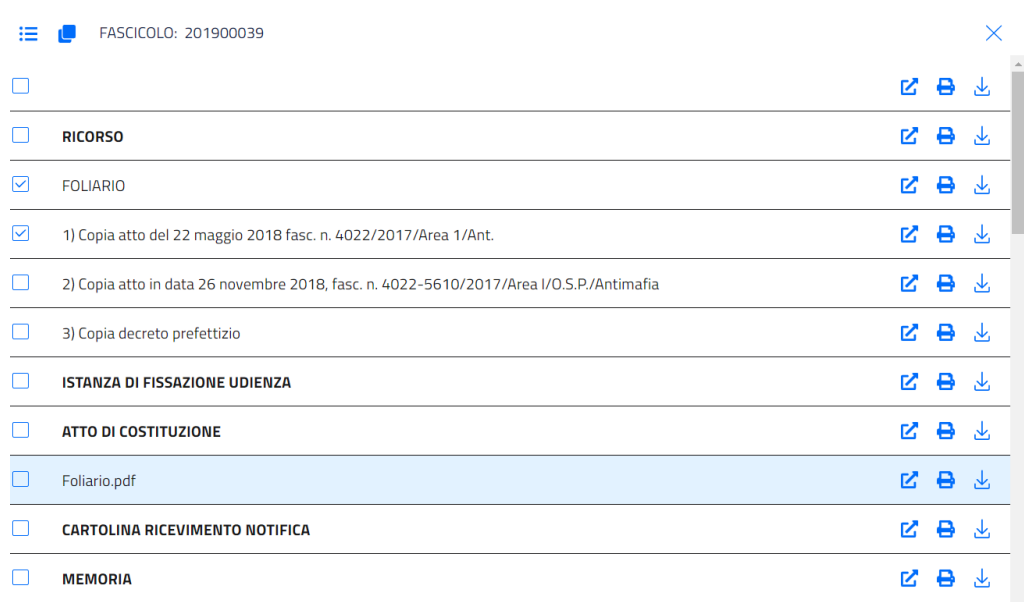 FASCICOLO: 201900039
RICORSO
FOLIARIO
1) Copia atto del 22 maggio 2018 fasc. n. 4022/2017/Area 1/Ant.
2) Copia atto in data 26 novembre 2018, fasc. n. 4022-5610/2017/Area I/O.S.P./Antimafia
3) Copia decreto prefettizio
ISTANZA DI FISSAZIONE UDIENZA
ATTO DI COSTITUZIONE
Foliario.pdf
CARTOLINA RICEVIMENTO NOTIFICA
MEMORIA